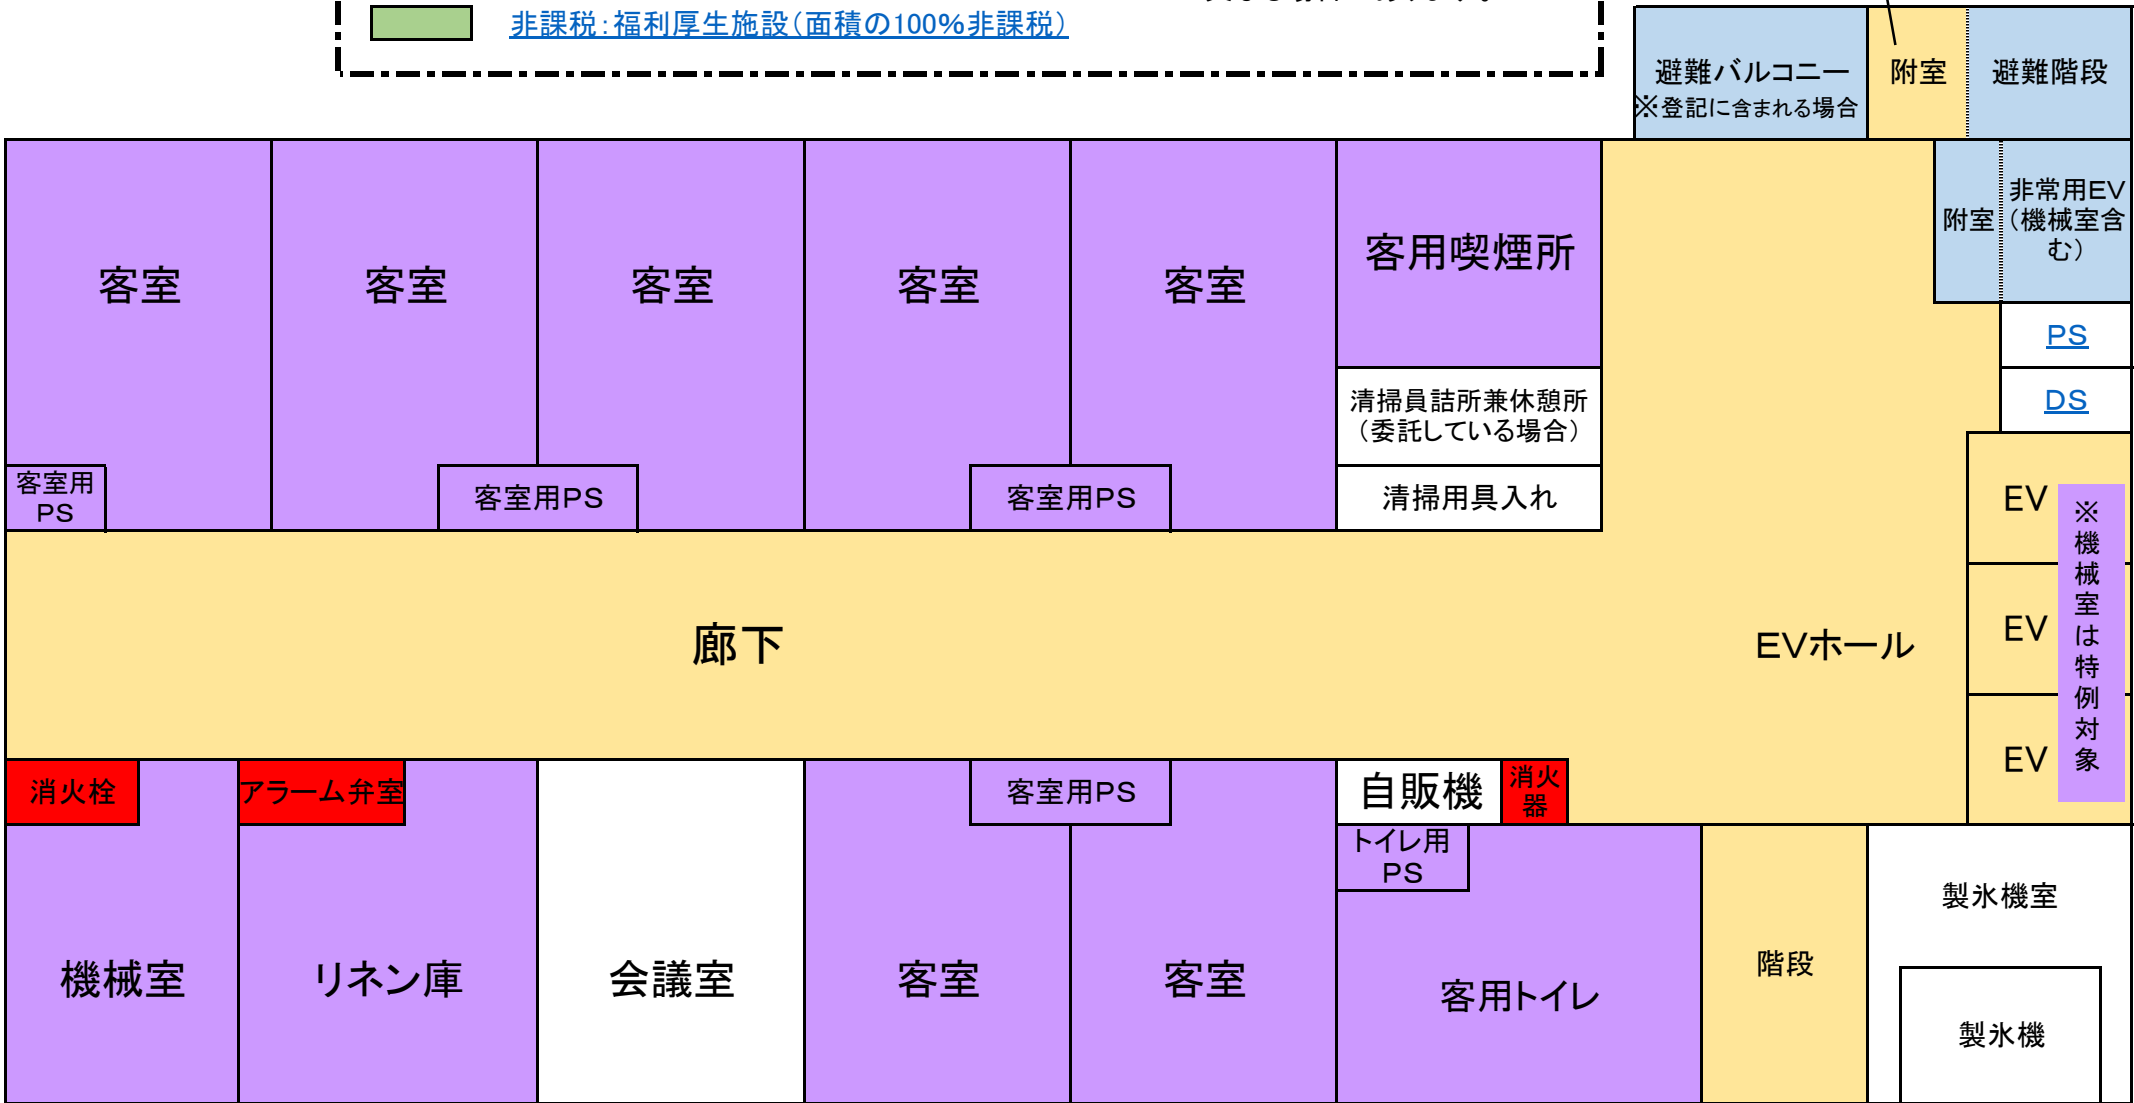 非課税：福利厚生施設（面積の100％非課税）
避難バルコニー
※登記に含まれる場合
附室
避難階段
客室
客室
客室
客室
客室
客用喫煙所
附室
非常用EV
（機械室含
む）
PS
DS
清掃員詰所兼休憩所
（委託している場合）
清掃用具入れ
客室用
PS
客室用PS
客室用PS
EV
EV
EV
※機械室は特例対象
廊下
EVホール
消火栓
アラーム弁室
客室用PS
自販機
消火
器
トイレ用
PS
機械室
リネン庫
会議室
客室
客室
客用トイレ
階段
製氷機室
製氷機